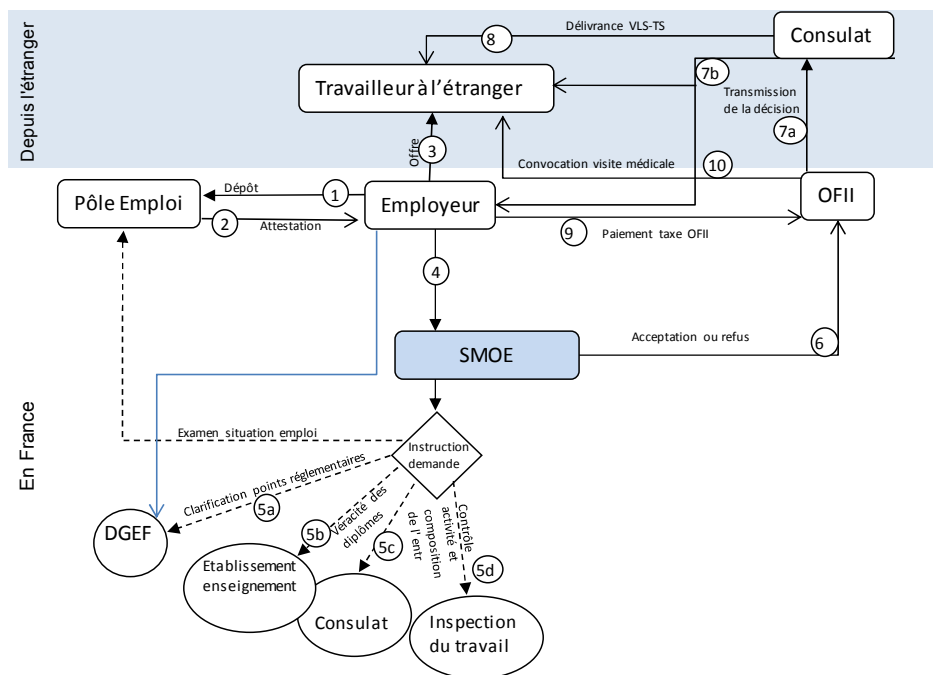 Depuis l'étranger
Délivrance VLS-TS
8
Consulat
Travailleur à l'étranger
7b
Transmission
de la décision
7a
Offre
3
Convocation visite médicale
10
Pôle Emploi
Dépôt
1
Employeur
OFII
2
Attestation
9
Paiement taxe OFII
4
SMOE
Acceptation ou refus
6
En France
Examen situation emploi
Instruction
demande
Clarification points réglementaires
5a
DGEF
5b
Véracité des
diplômes
5c
Contrôle
activité et
composition
de l'entr
5d
Etablissement
enseignement
Consulat
Inspection
du travail